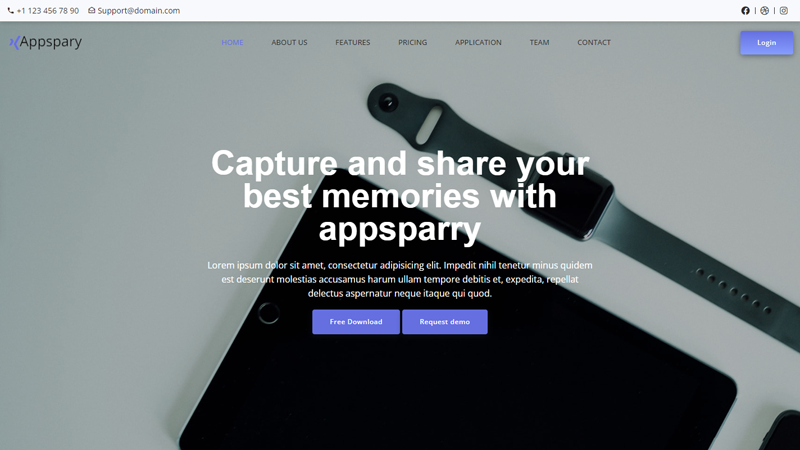 +1 123 456 78 90 Support@domain.com
Appspary HOME ABOUT US FEATURES PRICING APPLICATION TEAM CONTACT Login
Capture and share your
best memories with
appsparry
Lorem ipsum dolor sit amet, consectetur adipisicing elit. Impedit nihil tenetur minus quidem
est deserunt molestias accusamus harum ullam tempore debitis et, expedita, repellat
delectus aspernatur neque itaque qui quod.
Free Download Request demo